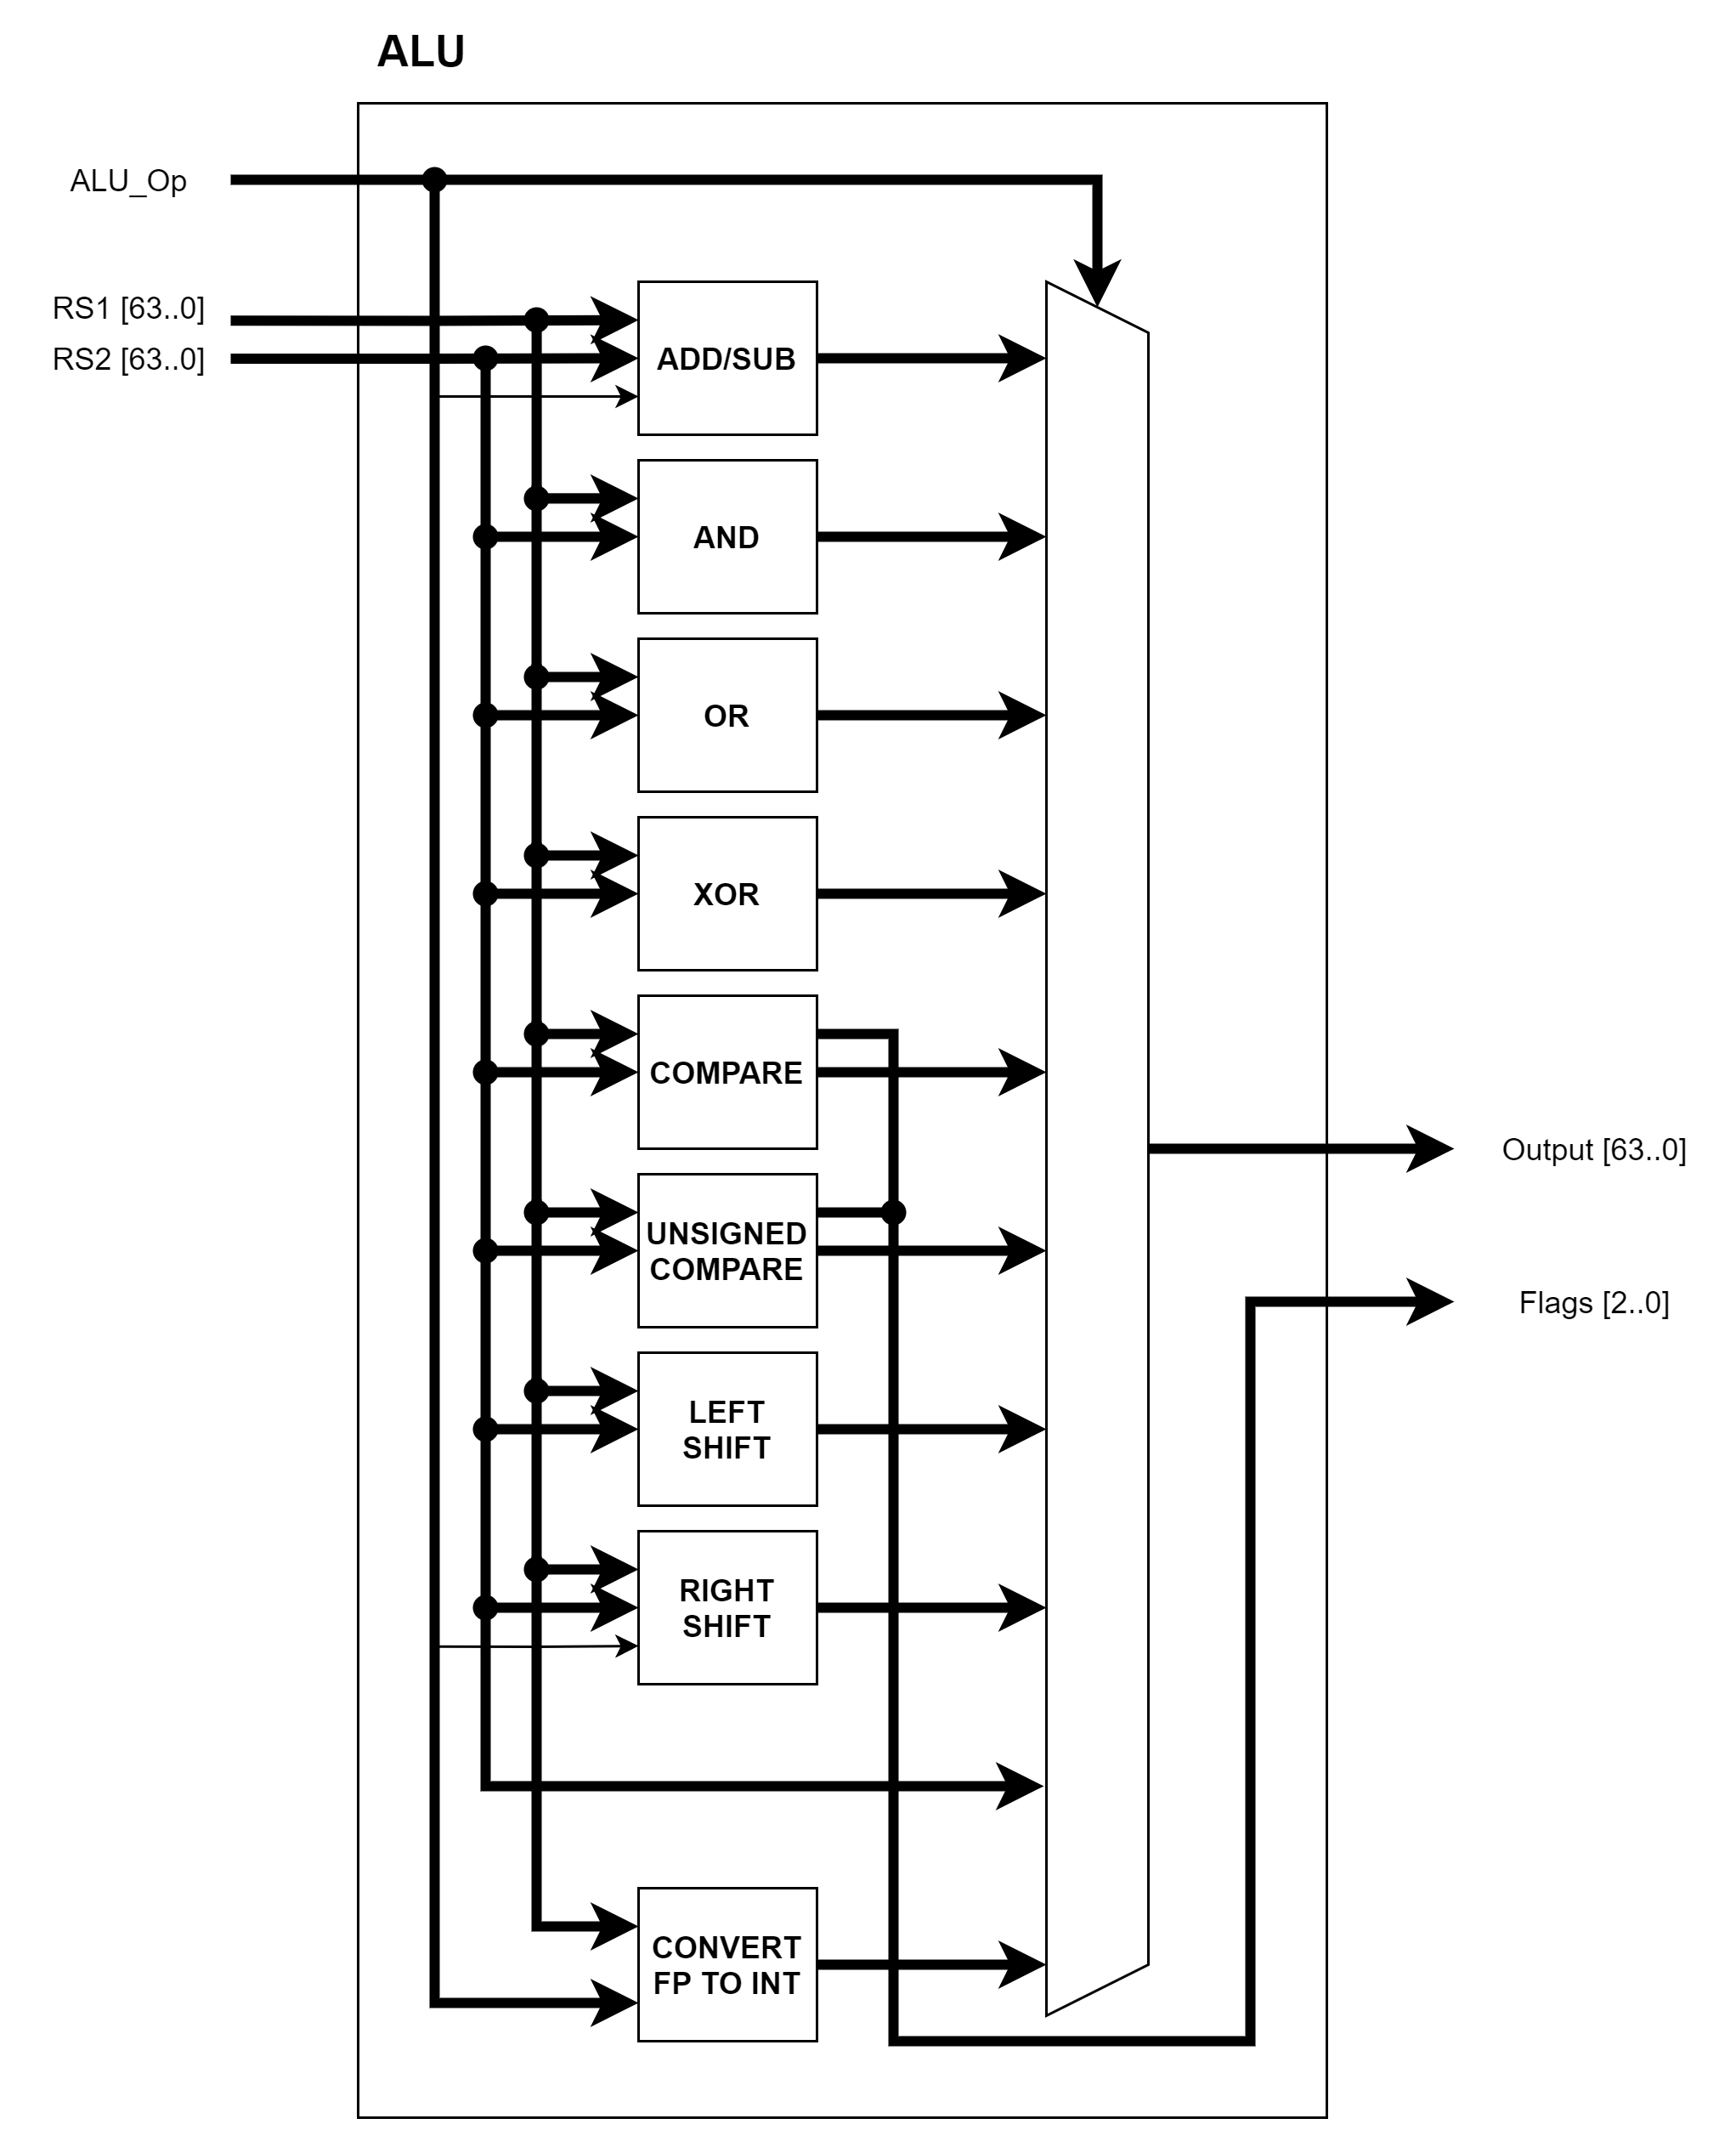 ALU
ALU_Op
RS1 [63..0]
RS2 [63..0]
ADD/SUB
AND
OR
XOR
COMPARE
UNSIGNED
COMPARE
LEFT
SHIFT
RIGHT
SHIFT
CONVERT
FP TO INT
Output [63..0]
Flags [2..0]